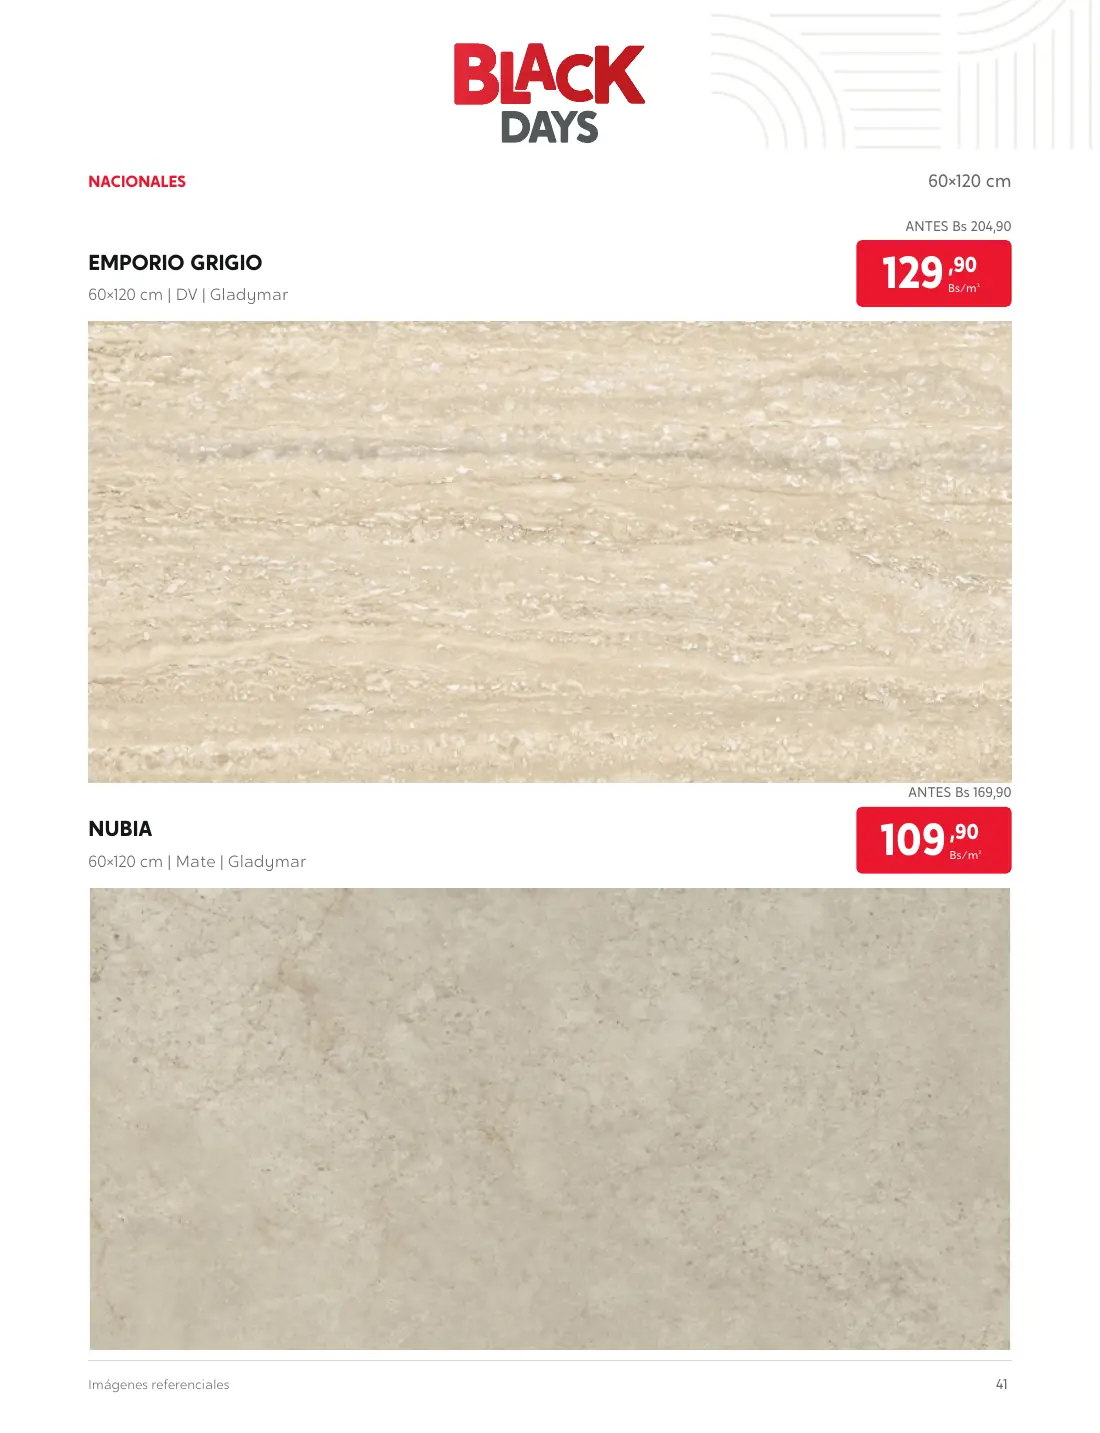 BLACK
DAYS
NACIONALES
60×120 cm
ANTES Bs 204,90
EMPORIO GRIGIO
129,90
Bs/m²
60×120 cm | DV | Gladymar
ANTES Bs 169,90
NUBIA
109,90
Bs/m²
60×120 cm | Mate | Gladymar
Imágenes referenciales
41